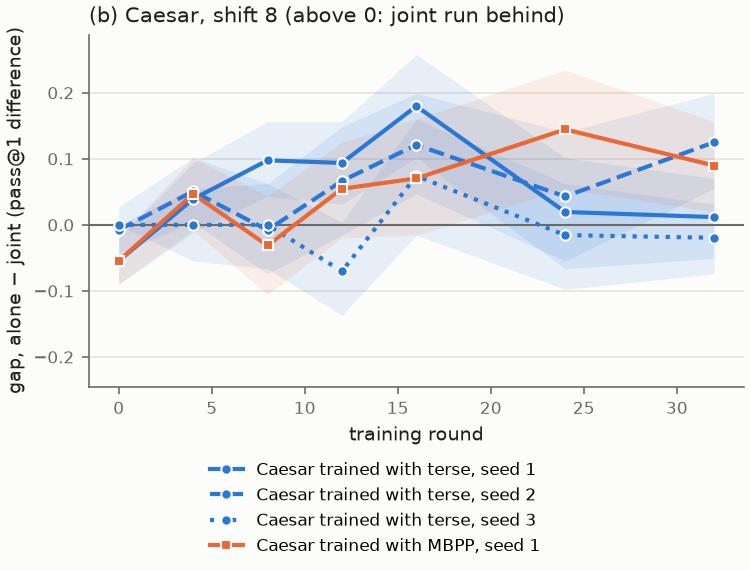 (b) Caesar, shift 8 (above 0: joint run behind)
gap, alone − joint (pass@1 difference)
0.2
0.1
0.0
−0.1
−0.2
0 5 10 15 20 25 30
training round
Caesar trained with terse, seed 1
Caesar trained with terse, seed 2
Caesar trained with terse, seed 3
Caesar trained with MBPP, seed 1